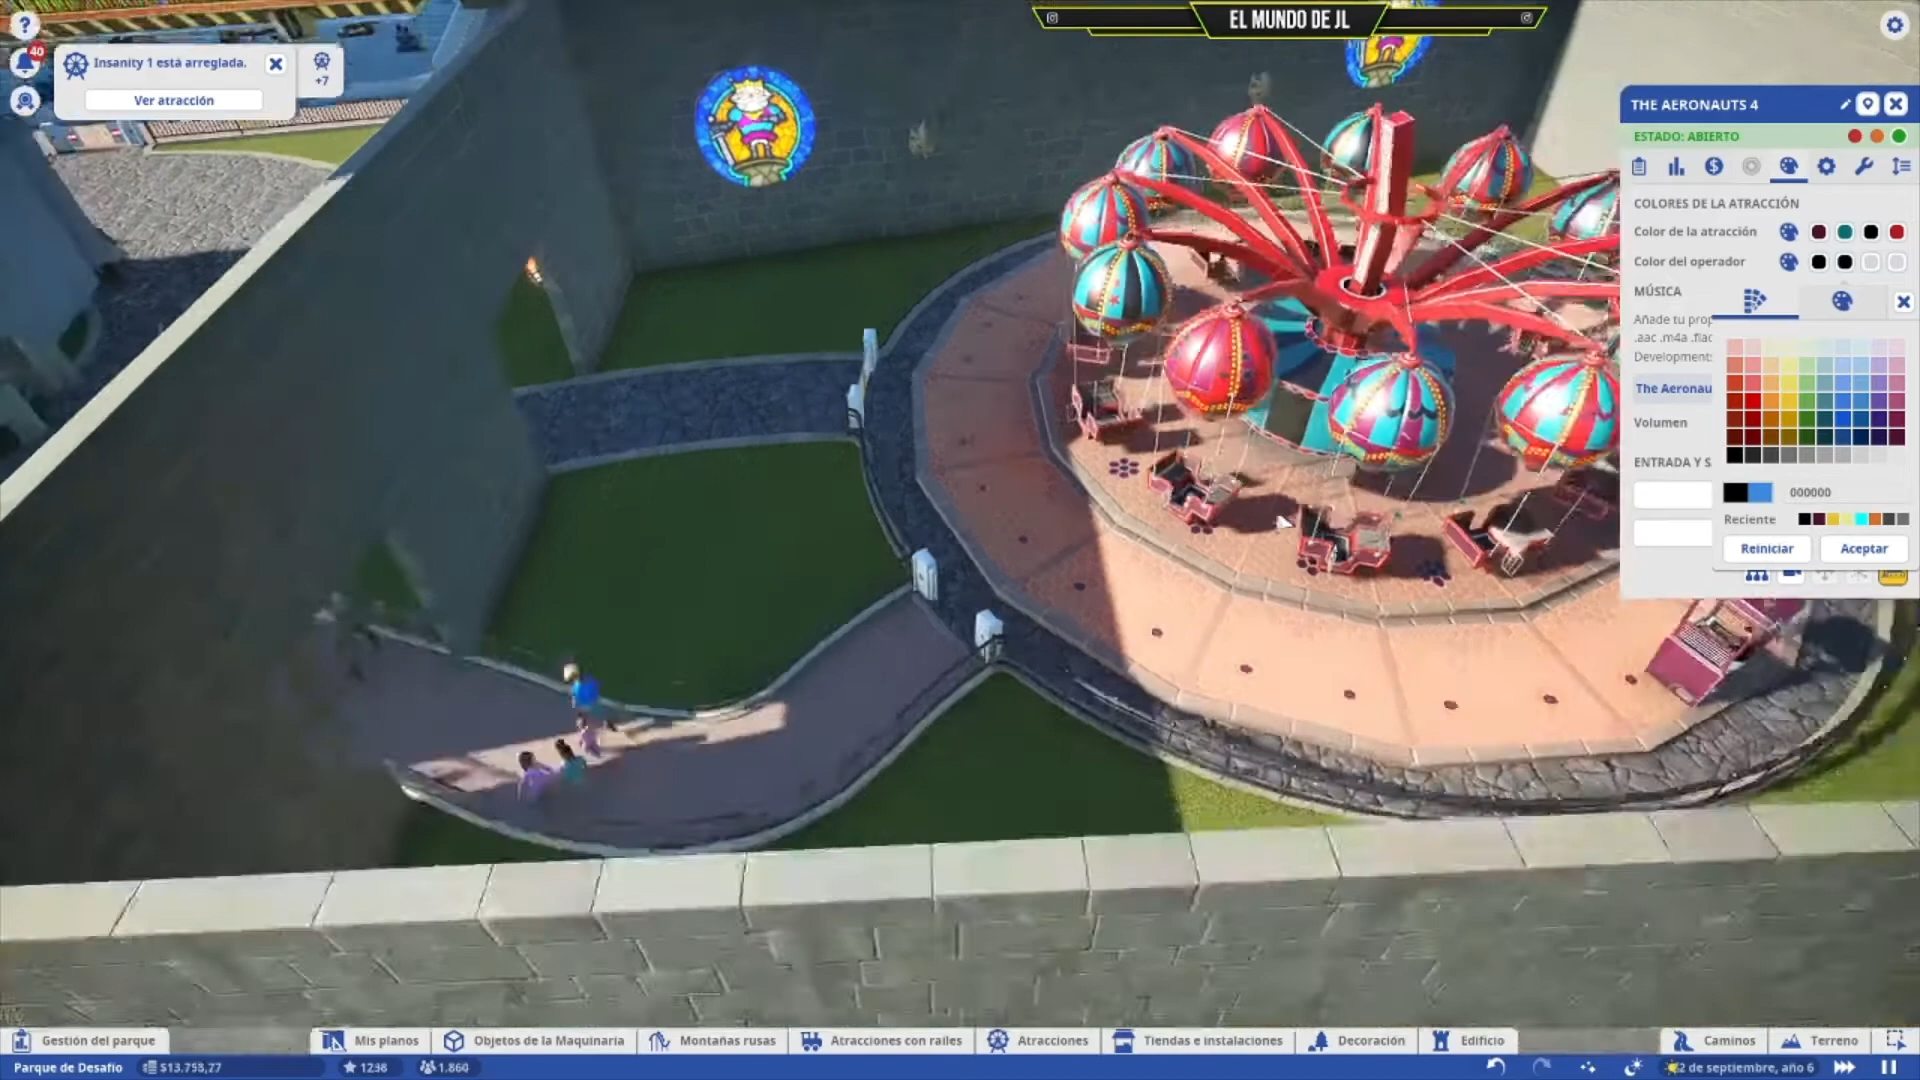 ?
EL MUNDO DE JL
40
Insanity 1 está arreglada.
+7
Ver atracción
THE AERONAUTS 4
ESTADO: ABIERTO
COLORES DE LA ATRACCIÓN
Color de la atracción
Color del operador
MÚSICA
Añade tu prop
.aac .m4a .flac
Development:
The Aeronau
Volumen
ENTRADA Y S
000000
Reciente
Reiniciar
Aceptar
Gestión del parque
Mis planos
Objetos de la Maquinaria
Montañas rusas
Atracciones con railes
Atracciones
Tiendas e instalaciones
Decoración
Edificio
Caminos
Terreno
Parque de Desafío
$13.753,27
1238
1.860
2 de septiembre, año 6